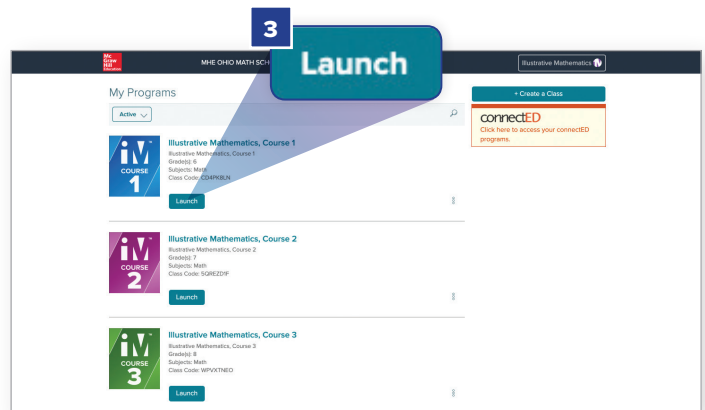 3
Launch
Mc
Graw
Hill
Education
MHE OHIO MATH SCH
Illustrative Mathematics
My Programs
+ Create a Class
Active
connectED
Click here to access your connectED
programs.
iM
COURSE
1
Illustrative Mathematics, Course 1
Illustrative Mathematics, Course 1
Grade(s): 6
Subjects: Math
Class Code: CD4PKBLN
Launch
iM
COURSE
2
Illustrative Mathematics, Course 2
Illustrative Mathematics, Course 2
Grade(s): 7
Subjects: Math
Class Code: SQREZD1F
Launch
iM
COURSE
3
Illustrative Mathematics, Course 3
Illustrative Mathematics, Course 3
Grade(s): 8
Subjects: Math
Class Code: WPVXTNEO
Launch